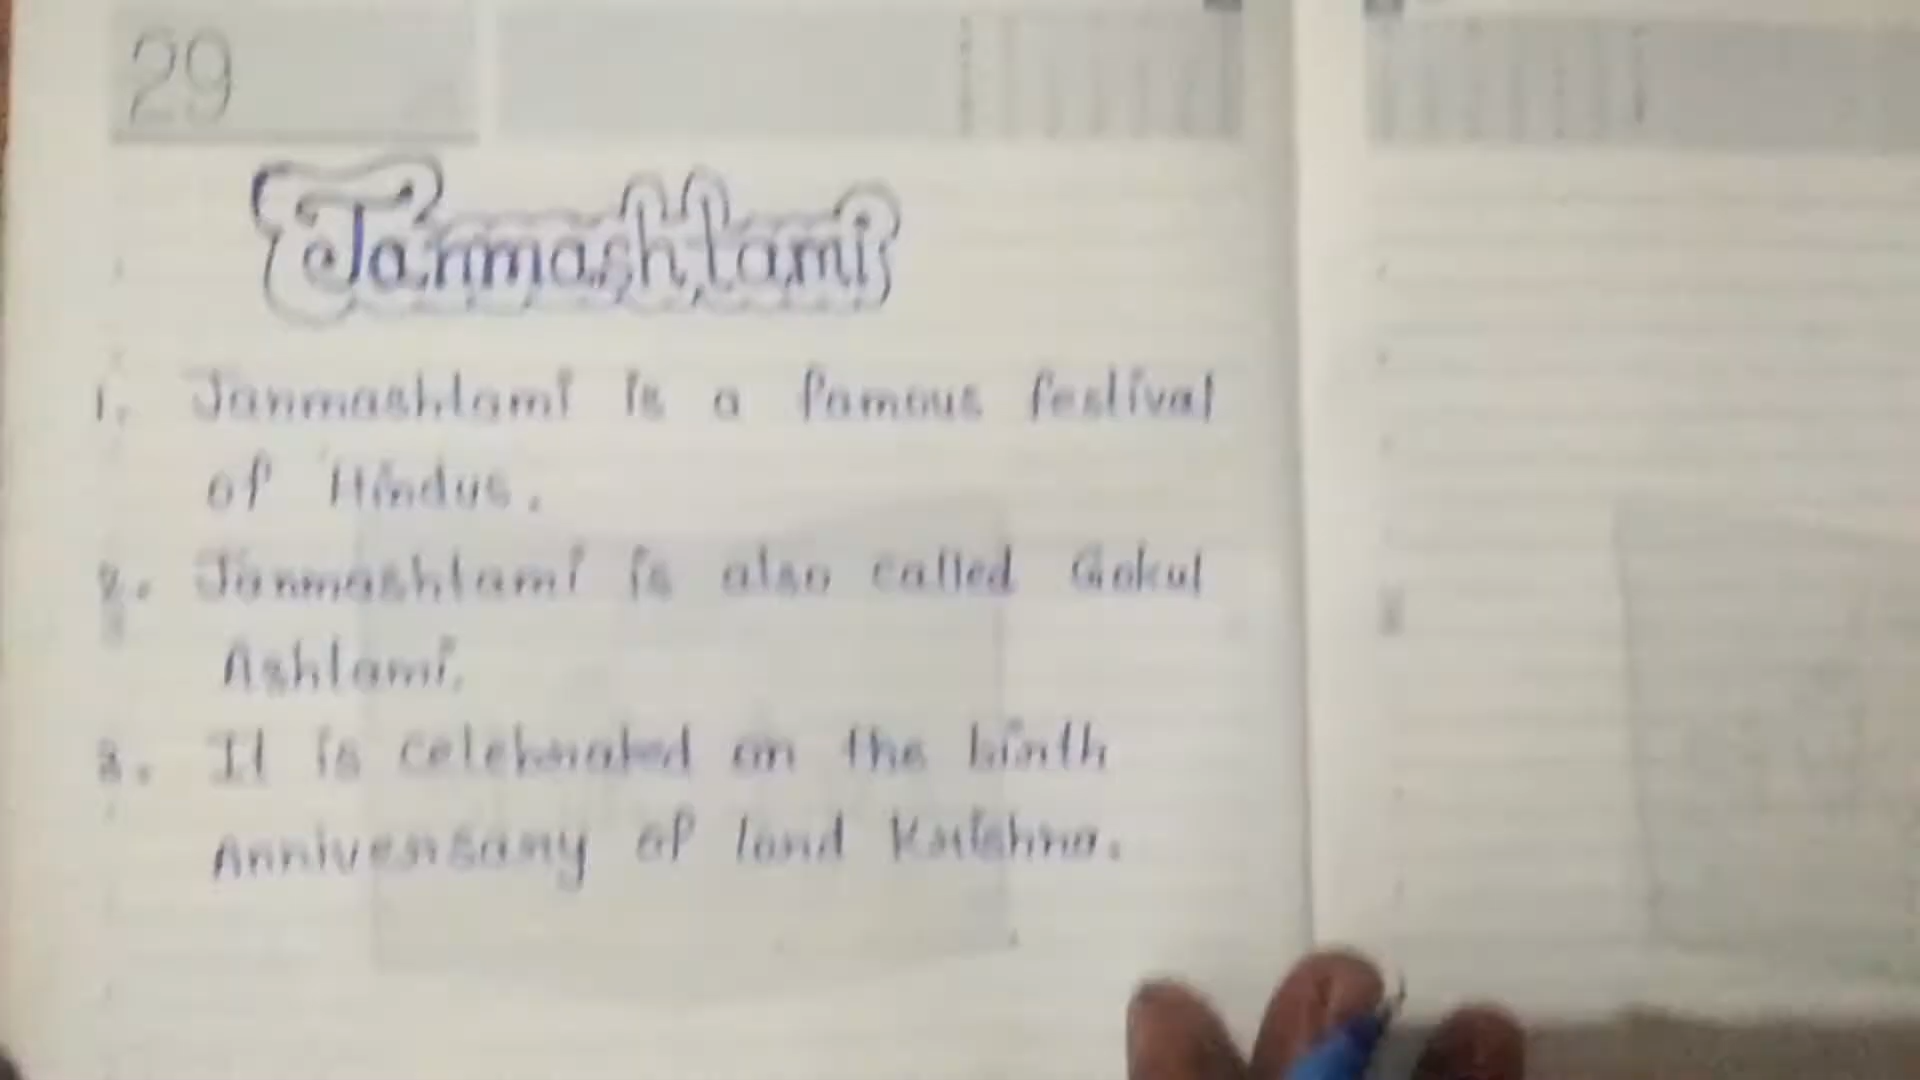 29
Janmashtami
1. Janmashtami is a famous festival
of Hindus.
2. Janmashtami is also called Gokul
Ashtami.
3. It is celebrated on the birth
Anniversary of lord Krishna.